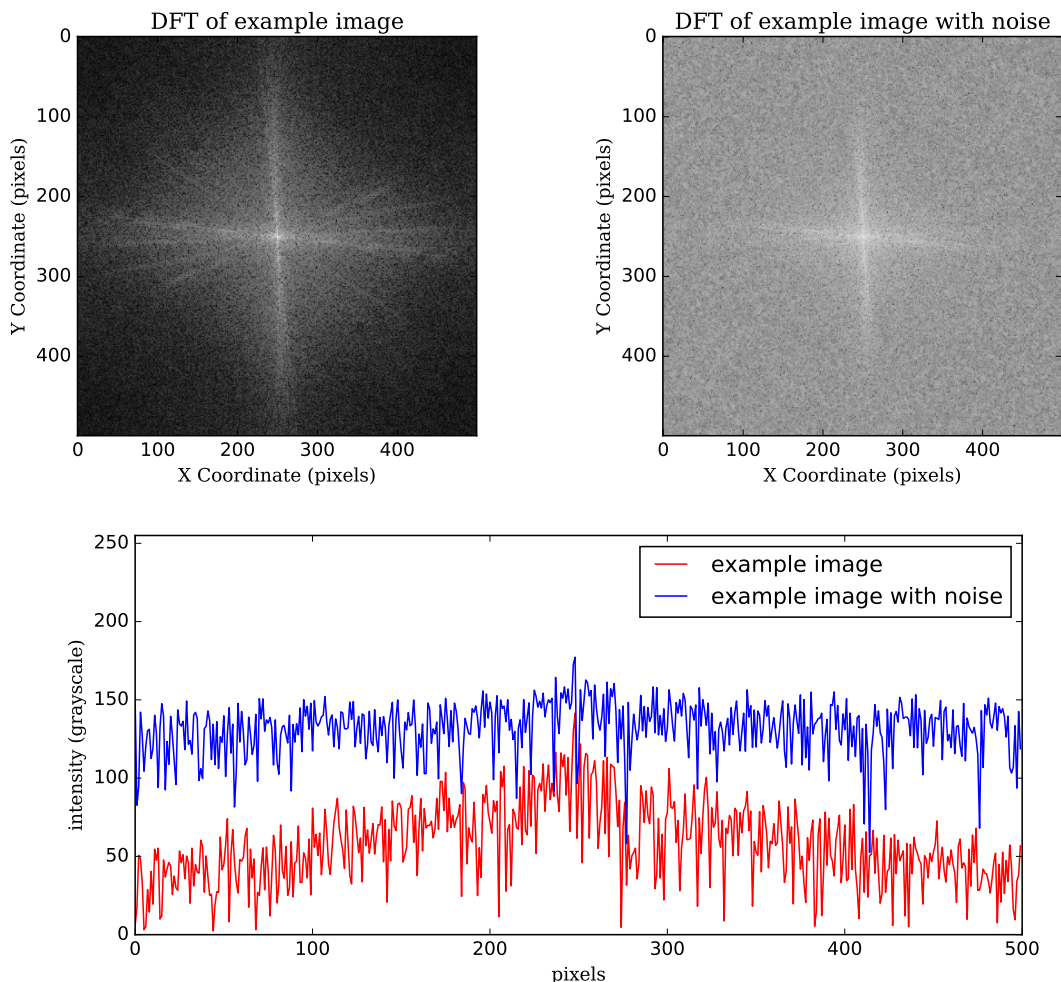 DFT of example image
0
100
200
300
400
Y Coordinate (pixels)
0 100 200 300 400
X Coordinate (pixels)
DFT of example image with noise
0
100
200
300
400
Y Coordinate (pixels)
0 100 200 300 400
X Coordinate (pixels)
250
200
150
100
50
0
intensity (grayscale)
example image
example image with noise
0 100 200 300 400 500
pixels